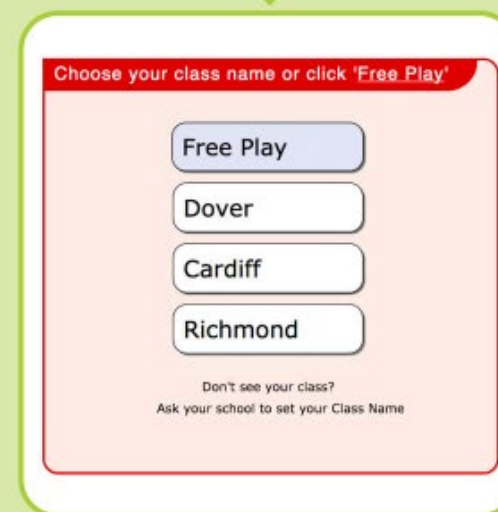 Choose your class name or click 'Free Play'
Free Play
Dover
Cardiff
Richmond
Don't see your class?
Ask your school to set your Class Name